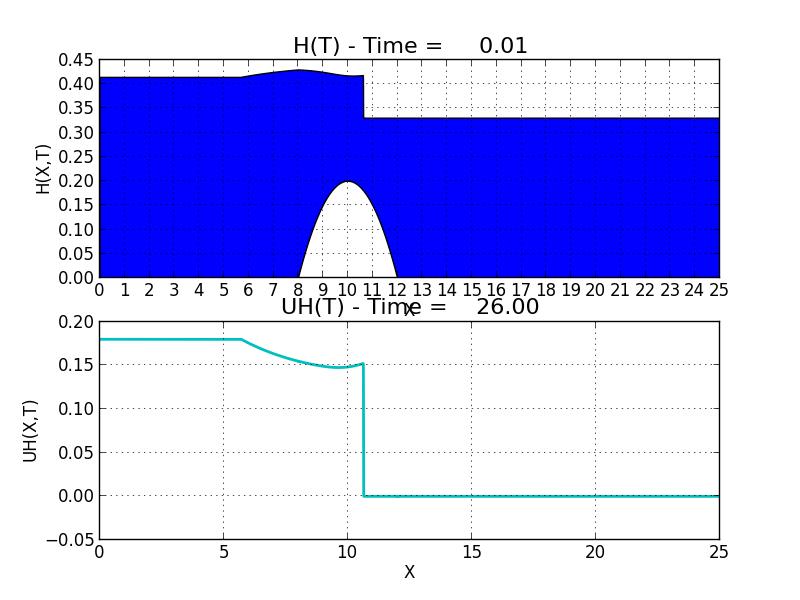 H(T) - Time = 0.01
0.45
0.40
0.35
0.30
0.25
0.20
0.15
0.10
0.05
0.00
H(X,T)
0 1 2 3 4 5 6 7 8 9 10 11 12 13 14 15 16 17 18 19 20 21 22 23 24 25
X
UH(T) - Time = 26.00
0.20
0.15
0.10
0.05
0.00
−0.05
UH(X,T)
0 5 10 15 20 25
X